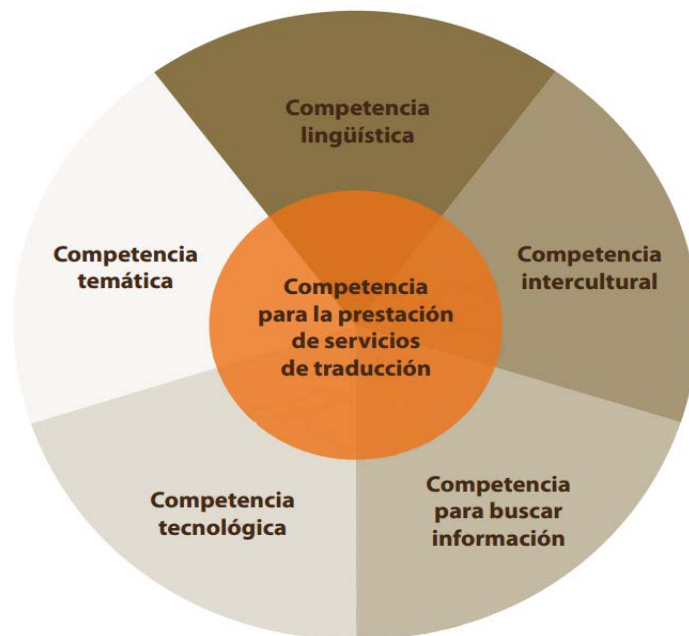 Competencia
lingüística
Competencia
temática
Competencia
para la prestación
de servicios
de traducción
Competencia
intercultural
Competencia
tecnológica
Competencia
para buscar
información